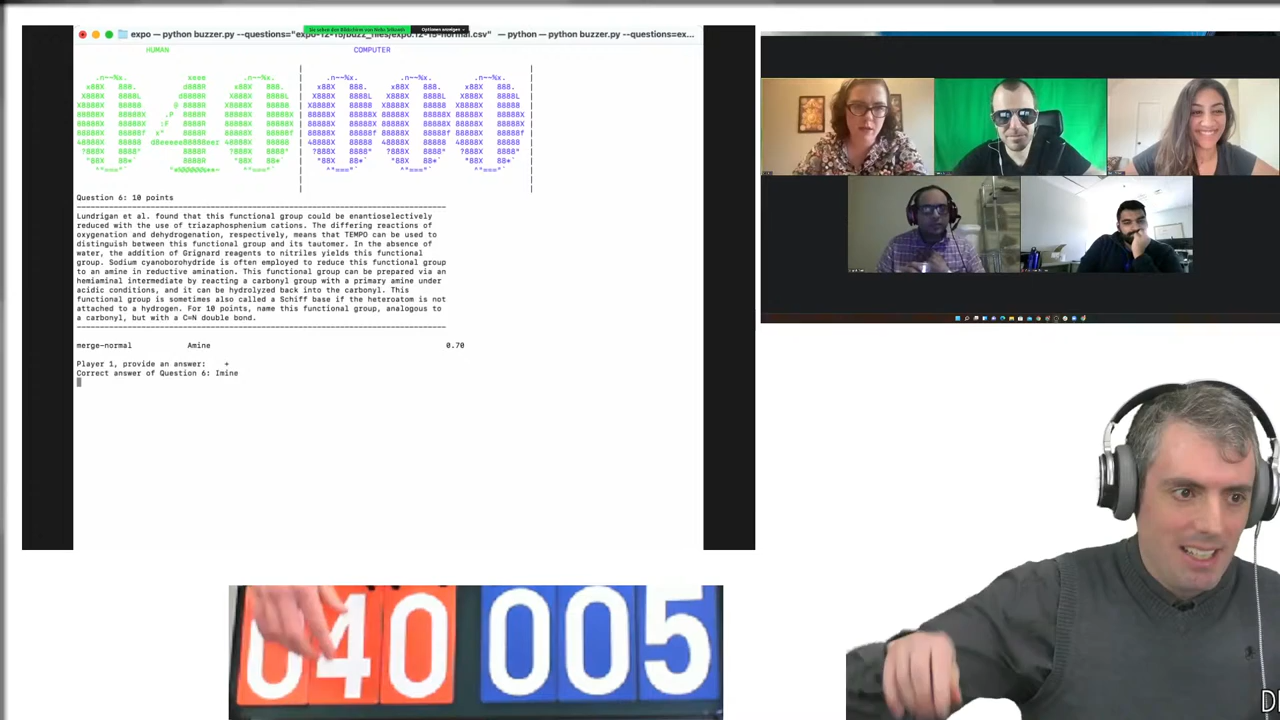 expo — python buzzer.py --questions="expo-12-15/buzz_files/expo.12-15-normal.csv" — python — python buzzer.py --questions=ex...
Optionen anzeigen
HUMAN COMPUTER
040 000
Question 6: 10 points
Lundrigan et al. found that this functional group could be enantioselectively
reduced with the use of triazaphosphenium cations. The differing reactions of
oxygenation and dehydrogenation, respectively, means that TEMPO can be used to
distinguish between this functional group and its tautomer. In the absence of
water, the addition of Grignard reagents to nitriles yields this functional
group. Sodium cyanoborohydride is often employed to reduce this functional group
to an amine in reductive amination. This functional group can be prepared via an
hemiaminal intermediate by reacting a carbonyl group with a primary amine under
acidic conditions, and it can be hydrolyzed back into the carbonyl. This
functional group is sometimes also called a Schiff base if the heteroatom is not
attached to a hydrogen. For 10 points, name this functional group, analogous to
a carbonyl, but with a C=N double bond.
merge-normal Amine 0.70
Player 1, provide an answer: +
Correct answer of Question 6: Imine
040 005
D